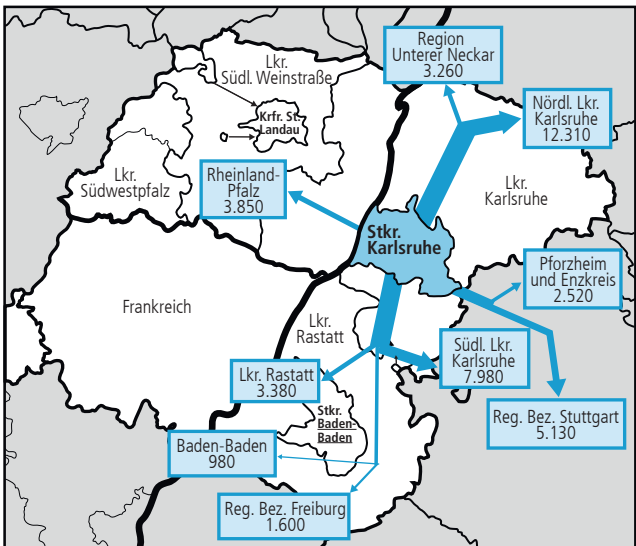 Region
Unterer Neckar
3.260
Lkr.
Südl. Weinstraße
Nördl. Lkr.
Karlsruhe
12.310
Krfr. St.
Landau
Lkr.
Südwestpfalz
Rheinland-
Pfalz
3.850
Lkr.
Karlsruhe
Stkr.
Karlsruhe
Pforzheim
und Enzkreis
2.520
Frankreich
Lkr.
Rastatt
Südl. Lkr.
Karlsruhe
7.980
Lkr. Rastatt
3.380
Stkr.
Baden-
Baden
Reg. Bez. Stuttgart
5.130
Baden-Baden
980
Reg. Bez. Freiburg
1.600